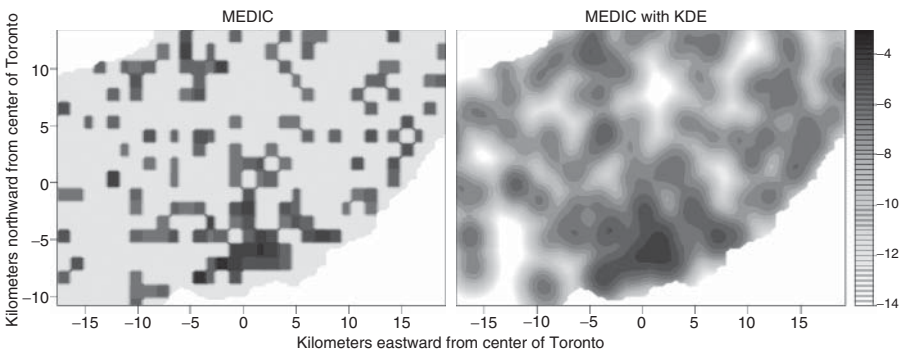 MEDIC
MEDIC with KDE
Kilometers northward from center of Toronto
10
5
0
−5
−10
−15 −10 −5 0 5 10 15
−15 −10 −5 0 5 10 15
−4
−6
−8
−10
−12
−14
Kilometers eastward from center of Toronto